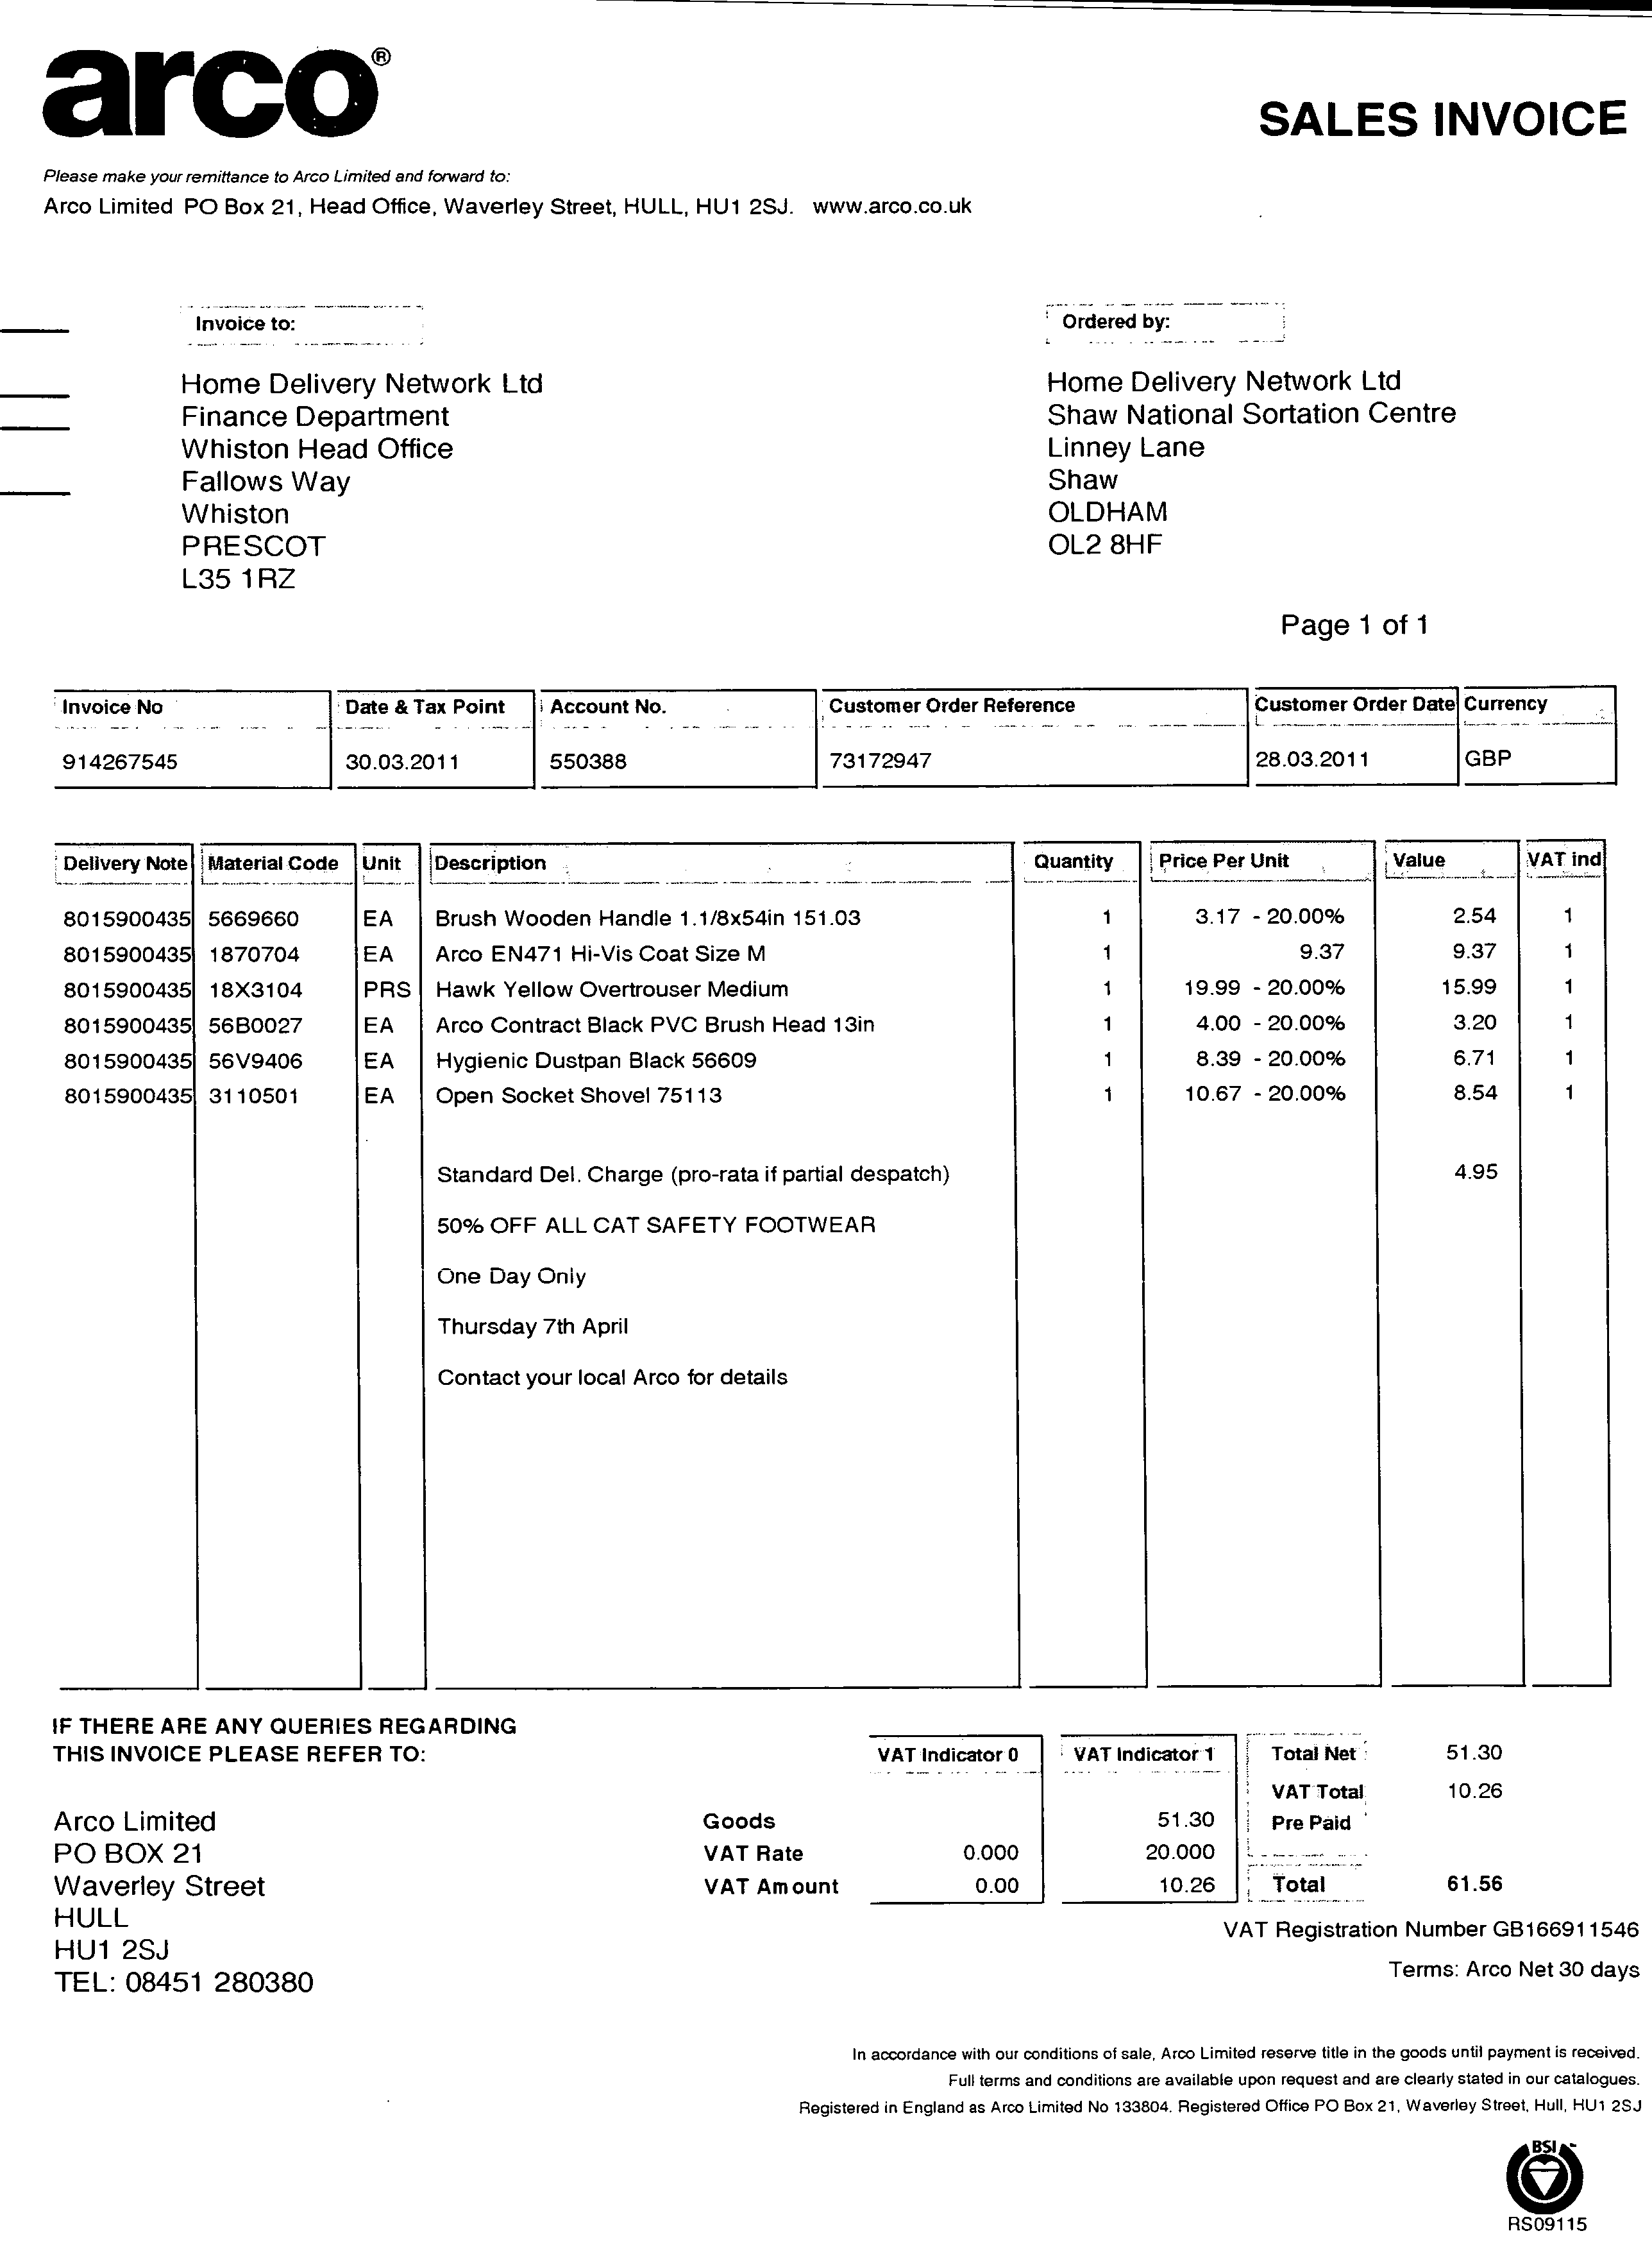 arco®
SALES INVOICE
Please make your remittance to Arco Limited and forward to:
Arco Limited PO Box 21, Head Office, Waverley Street, HULL, HU1 2SJ. www.arco.co.uk
Invoice to:
Home Delivery Network Ltd
Finance Department
Whiston Head Office
Fallows Way
Whiston
PRESCOT
L35 1RZ
Ordered by:
Home Delivery Network Ltd
Shaw National Sortation Centre
Linney Lane
Shaw
OLDHAM
OL2 8HF
Page 1 of 1
Invoice No Date & Tax Point Account No. Customer Order Reference Customer Order Date Currency
914267545 30.03.2011 550388 73172947 28.03.2011 GBP
Delivery Note Material Code Unit Description Quantity Price Per Unit Value VAT ind
8015900435 5669660 EA Brush Wooden Handle 1.1/8x54in 151.03 1 3.17 - 20.00% 2.54 1
8015900435 1870704 EA Arco EN471 Hi-Vis Coat Size M 1 9.37 9.37 1
8015900435 18X3104 PRS Hawk Yellow Overtrouser Medium 1 19.99 - 20.00% 15.99 1
8015900435 56B0027 EA Arco Contract Black PVC Brush Head 13in 1 4.00 - 20.00% 3.20 1
8015900435 56V9406 EA Hygienic Dustpan Black 56609 1 8.39 - 20.00% 6.71 1
8015900435 3110501 EA Open Socket Shovel 75113 1 10.67 - 20.00% 8.54 1
Standard Del. Charge (pro-rata if partial despatch) 4.95
50% OFF ALL CAT SAFETY FOOTWEAR
One Day Only
Thursday 7th April
Contact your local Arco for details
IF THERE ARE ANY QUERIES REGARDING
THIS INVOICE PLEASE REFER TO:
Arco Limited
PO BOX 21
Waverley Street
HULL
HU1 2SJ
TEL: 08451 280380
VAT Indicator 0 VAT Indicator 1
Goods 51.30
VAT Rate 0.000 20.000
VAT Amount 0.00 10.26
Total Net 51.30
VAT Total 10.26
Pre Paid
Total 61.56
VAT Registration Number GB166911546
Terms: Arco Net 30 days
In accordance with our conditions of sale, Arco Limited reserve title in the goods until payment is received.
Full terms and conditions are available upon request and are clearly stated in our catalogues.
Registered in England as Arco Limited No 133804. Registered Office PO Box 21, Waverley Street, Hull, HU1 2SJ
BSI
RS09115